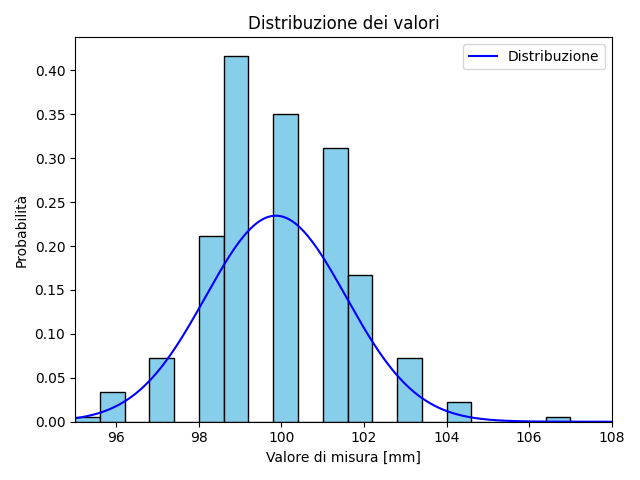 Distribuzione dei valori
Distribuzione
Probabilità
0.40
0.35
0.30
0.25
0.20
0.15
0.10
0.05
0.00
96 98 100 102 104 106 108
Valore di misura [mm]